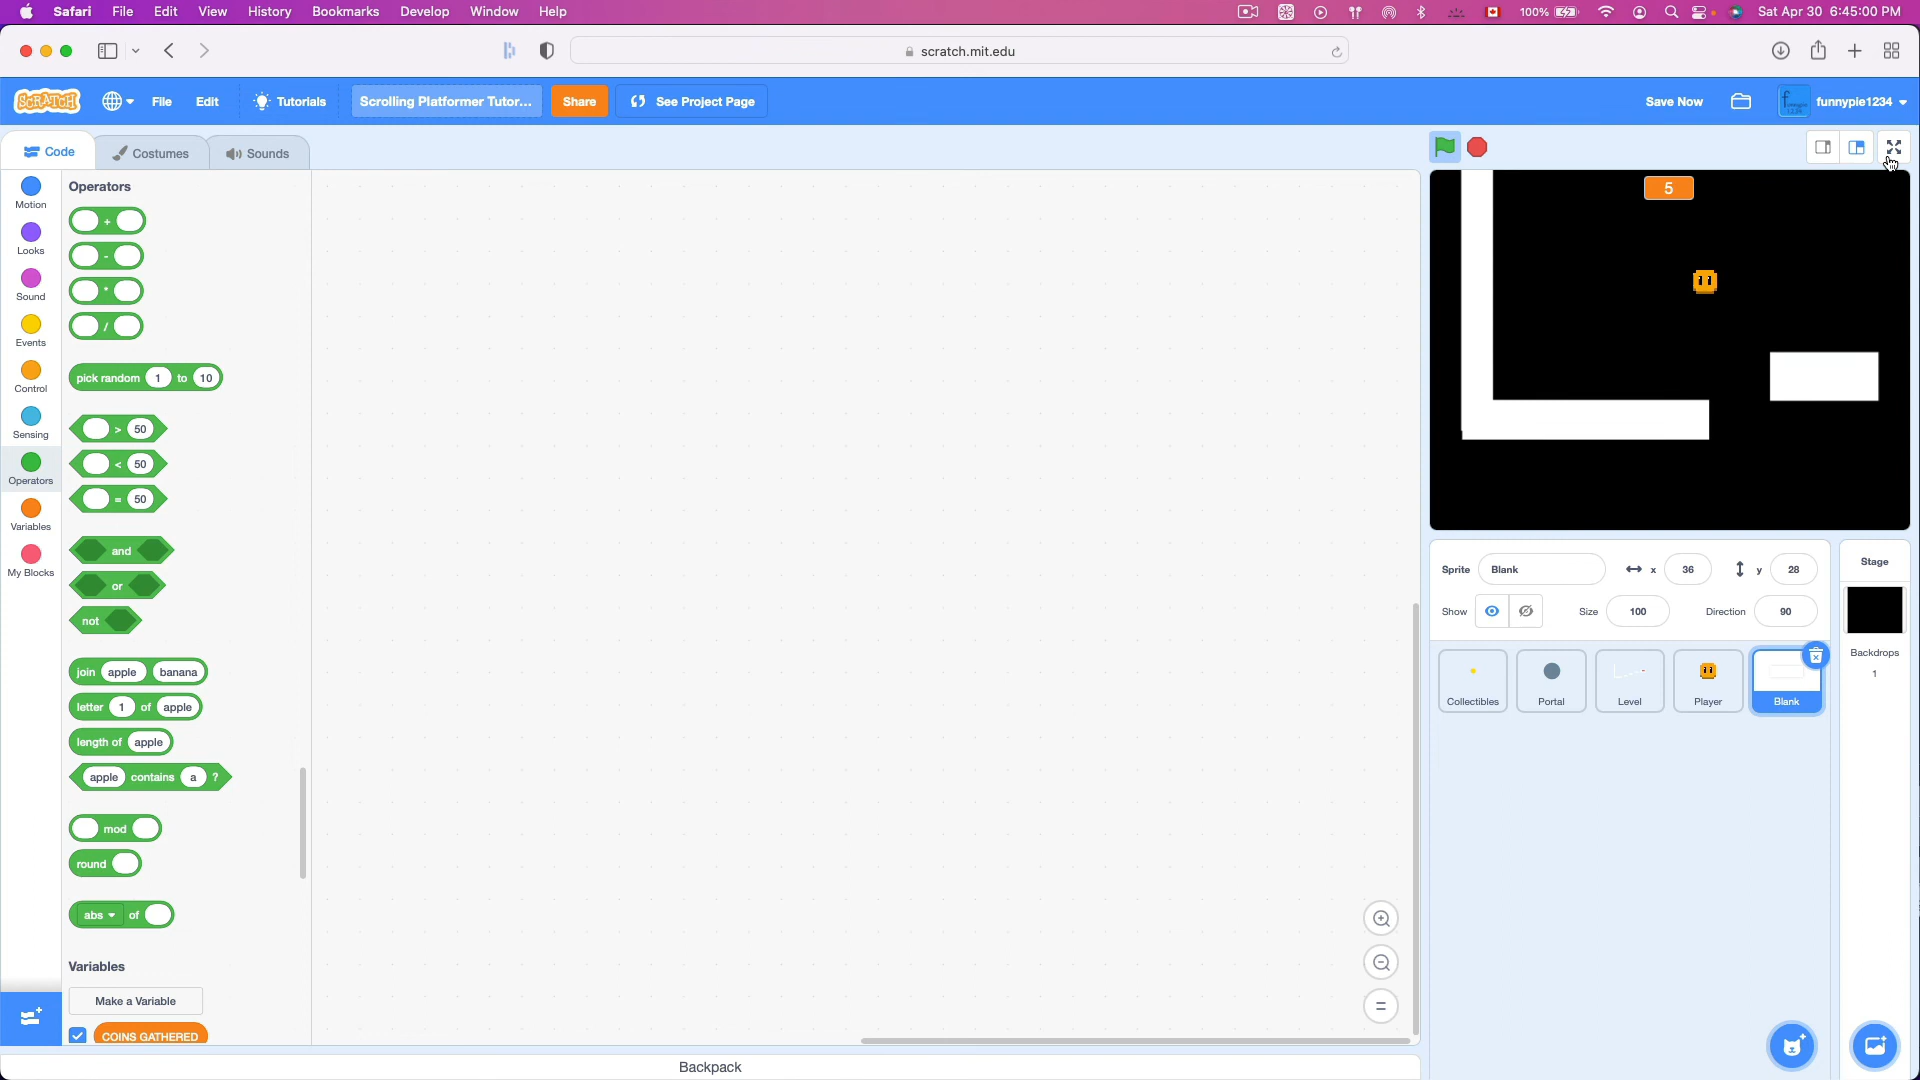 Safari File Edit View History Bookmarks Develop Window Help 100% Sat Apr 30 6:45:00 PM
scratch.mit.edu
SCRATCH File Edit Tutorials Scrolling Platformer Tutor... Share See Project Page Save Now funnypie1234
Code Costumes Sounds
Motion
Looks
Sound
Events
Control
Sensing
Operators
Variables
My Blocks
Operators
+
-
*
/
pick random 1 to 10
> 50
< 50
= 50
and
or
not
join apple banana
letter 1 of apple
length of apple
apple contains a ?
mod
round
abs of
Variables
Make a Variable
COINS GATHERED
Backpack
5
Sprite Blank x 36 y 28
Show Size 100 Direction 90
Collectibles Portal Level Player Blank
Stage
Backdrops
1